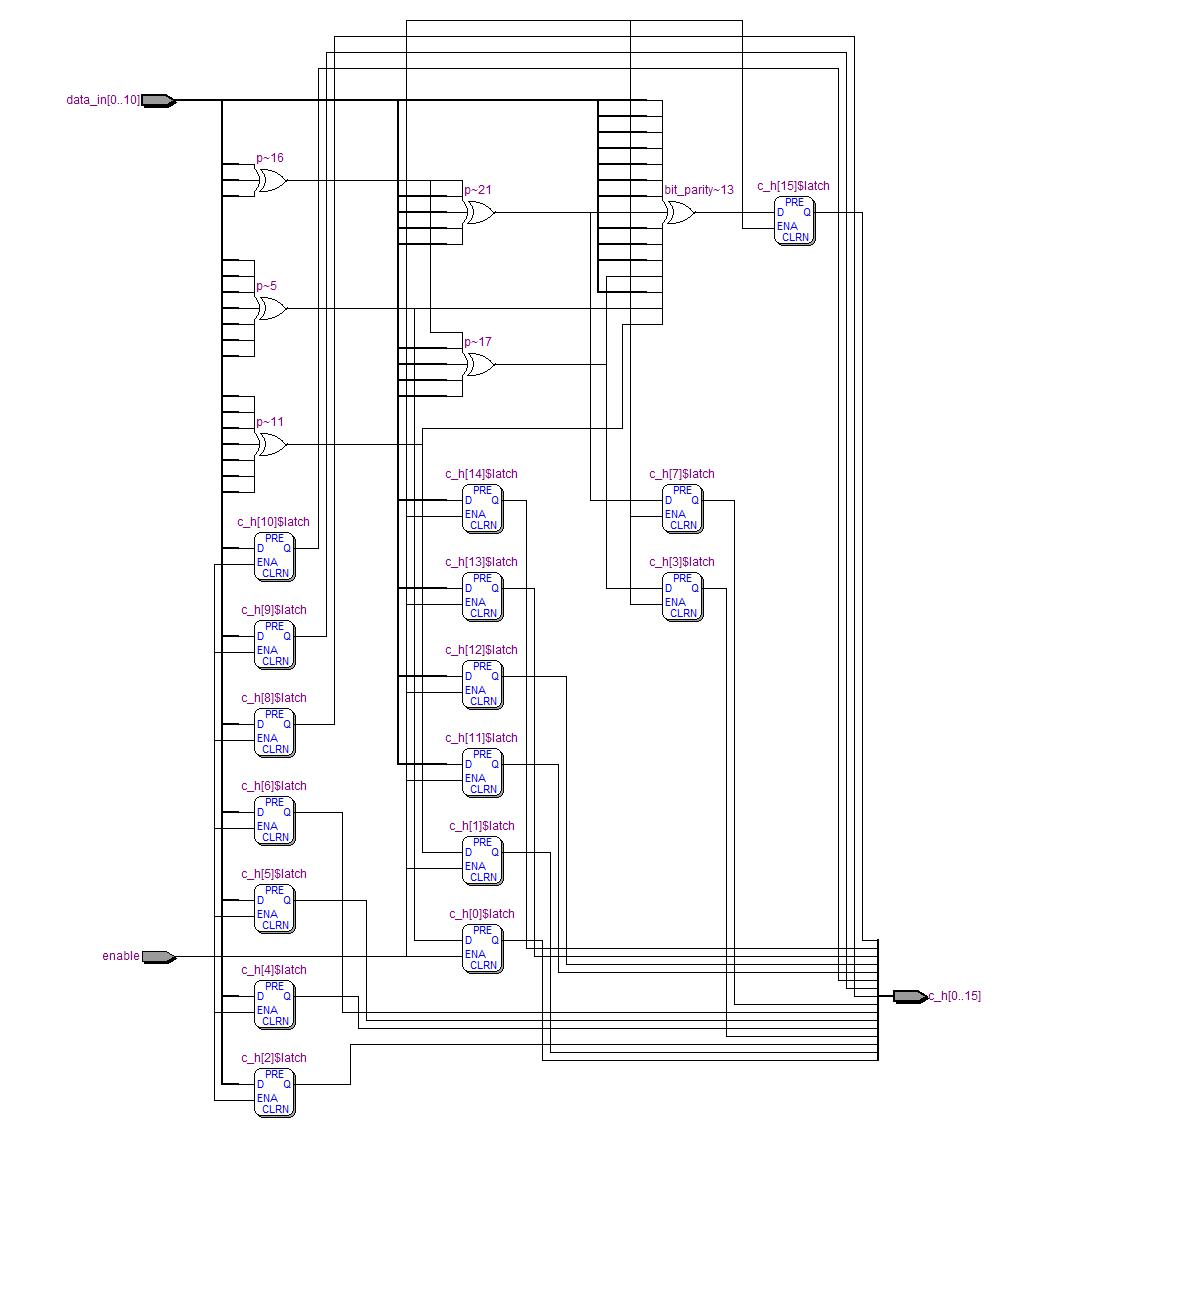 data_in[0..10]
p~16
p~21
bit_parity~13
c_h[15]$latch
PRE
D Q
ENA
CLRN
p~5
p~17
p~11
c_h[14]$latch
PRE
D Q
ENA
CLRN
c_h[7]$latch
PRE
D Q
ENA
CLRN
c_h[10]$latch
PRE
D Q
ENA
CLRN
c_h[13]$latch
PRE
D Q
ENA
CLRN
c_h[3]$latch
PRE
D Q
ENA
CLRN
c_h[9]$latch
PRE
D Q
ENA
CLRN
c_h[12]$latch
PRE
D Q
ENA
CLRN
c_h[8]$latch
PRE
D Q
ENA
CLRN
c_h[11]$latch
PRE
D Q
ENA
CLRN
c_h[6]$latch
PRE
D Q
ENA
CLRN
c_h[1]$latch
PRE
D Q
ENA
CLRN
c_h[5]$latch
PRE
D Q
ENA
CLRN
c_h[0]$latch
PRE
D Q
ENA
CLRN
enable
c_h[4]$latch
PRE
D Q
ENA
CLRN
c_h[0..15]
c_h[2]$latch
PRE
D Q
ENA
CLRN